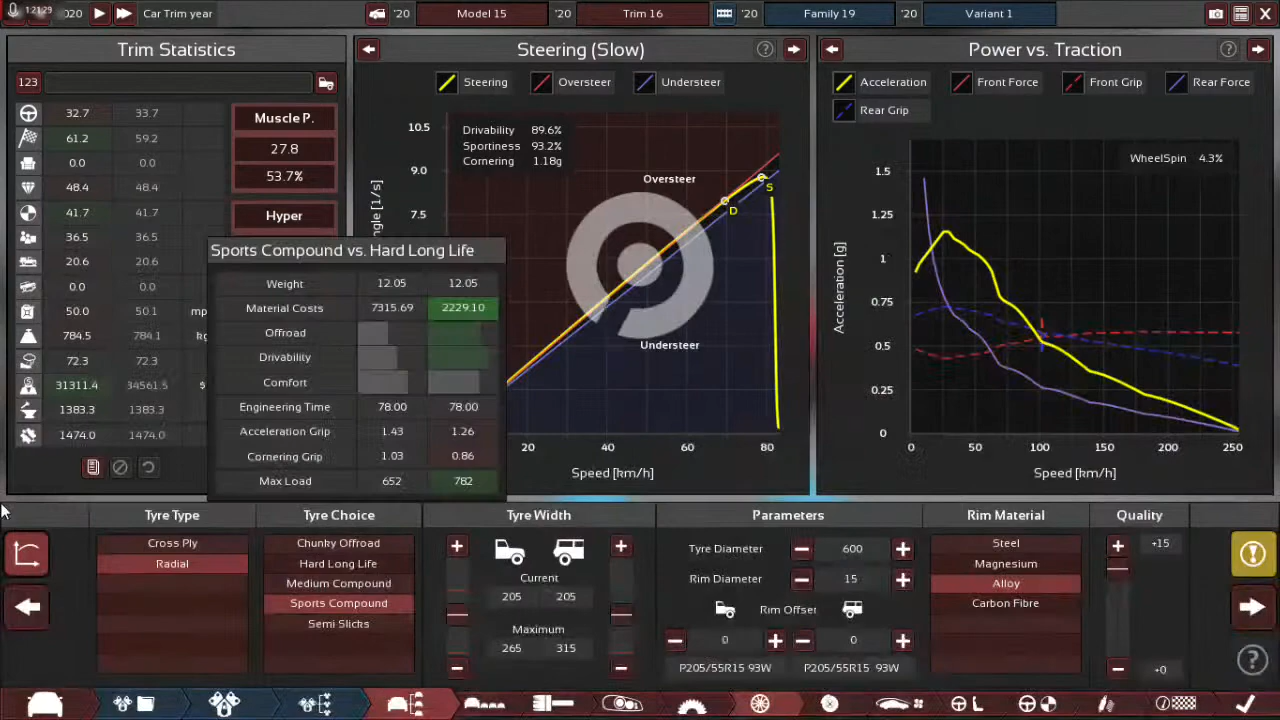 1:21:29
2020
Car Trim year
'20
Model 15
'20
Trim 16
'20
Family 19
'20
Variant 1
X
Trim Statistics
123
32.7 33.7
61.2 59.2
0.0 0.0
48.4 48.4
41.7 41.7
36.5 36.5
20.6 20.6
0.0 0.0
50.0 50.1 mp
784.5 784.1 kg
72.3 72.3
31311.4 34561.5 $
1383.3 1383.3
1474.0 1474.0
Muscle P.
27.8
53.7%
Hyper
Sports Compound vs. Hard Long Life
Weight 12.05 12.05
Material Costs 7315.69 2229.10
Offroad
Drivability
Comfort
Engineering Time 78.00 78.00
Acceleration Grip 1.43 1.26
Cornering Grip 1.03 0.86
Max Load 652 782
Steering (Slow)
?
Steering Oversteer Understeer
Drivability 89.6%
Sportiness 93.2%
Cornering 1.18g
10.5
9.0
7.5
ngle [1/s]
Oversteer
S
D
Understeer
20 40 60 80
Speed [km/h]
Power vs. Traction
?
Acceleration Front Force Front Grip Rear Force
Rear Grip
WheelSpin 4.3%
1.5
1.25
1
0.75
0.5
0.25
0
Acceleration [g]
0 50 100 150 200 250
Speed [km/h]
Tyre Type
Cross Ply
Radial
Tyre Choice
Chunky Offroad
Hard Long Life
Medium Compound
Sports Compound
Semi Slicks
Tyre Width
Current
205 205
Maximum
265 315
Parameters
Tyre Diameter 600
Rim Diameter 15
Rim Offset
0 0
P205/55R15 93W P205/55R15 93W
Rim Material
Steel
Magnesium
Alloy
Carbon Fibre
Quality
+15
+0
?